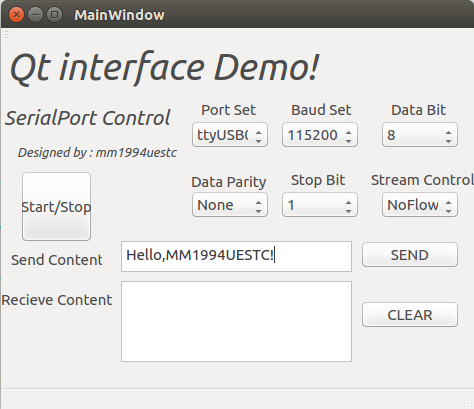 MainWindow
Qt interface Demo!
SerialPort Control
Designed by : mm1994uestc
Port Set Baud Set Data Bit
ttyUSB0 115200 8
Data Parity Stop Bit Stream Control
None 1 NoFlow
Start/Stop
Send Content Hello,MM1994UESTC! SEND
Recieve Content CLEAR